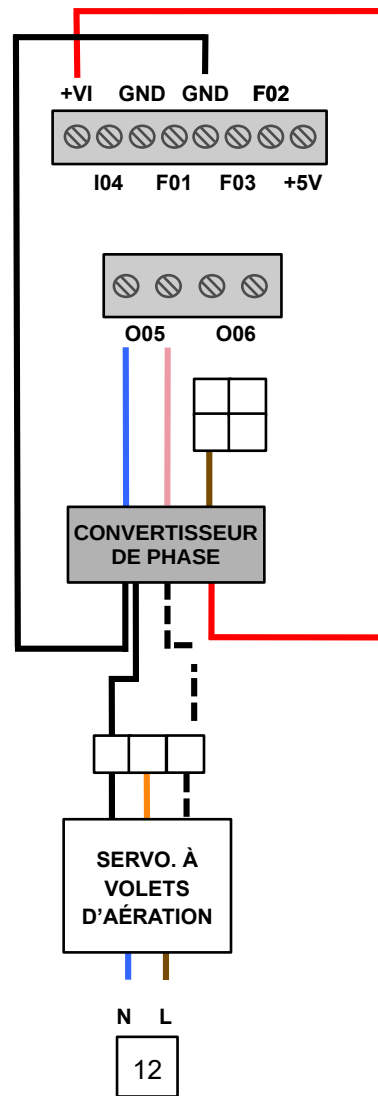 +VI GND GND F02
I04 F01 F03 +5V
O05 O06
CONVERTISSEUR
DE PHASE
SERVO. À
VOLETS
D'AÉRATION
N L
12